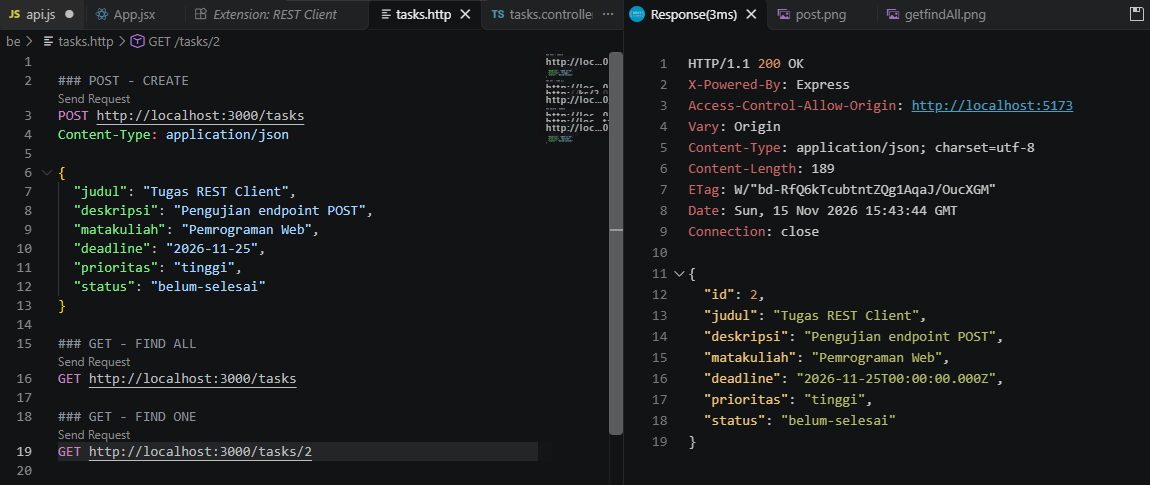 JS api.js
App.jsx
Extension: REST Client
tasks.http
TS tasks.controller
...
be > tasks.http > GET /tasks/2
1
2 ### POST - CREATE
Send Request
3 POST http://localhost:3000/tasks
4 Content-Type: application/json
5
6 {
7 "judul": "Tugas REST Client",
8 "deskripsi": "Pengujian endpoint POST",
9 "matakuliah": "Pemrograman Web",
10 "deadline": "2026-11-25",
11 "prioritas": "tinggi",
12 "status": "belum-selesai"
13 }
14
15 ### GET - FIND ALL
Send Request
16 GET http://localhost:3000/tasks
17
18 ### GET - FIND ONE
Send Request
19 GET http://localhost:3000/tasks/2
20
Response(3ms)
post.png
getfindAll.png
1 HTTP/1.1 200 OK
2 X-Powered-By: Express
3 Access-Control-Allow-Origin: http://localhost:5173
4 Vary: Origin
5 Content-Type: application/json; charset=utf-8
6 Content-Length: 189
7 ETag: W/"bd-RfQ6kTcubtntZQg1AqaJ/OucXGM"
8 Date: Sun, 15 Nov 2026 15:43:44 GMT
9 Connection: close
10
11 {
12 "id": 2,
13 "judul": "Tugas REST Client",
14 "deskripsi": "Pengujian endpoint POST",
15 "matakuliah": "Pemrograman Web",
16 "deadline": "2026-11-25T00:00:00.000Z",
17 "prioritas": "tinggi",
18 "status": "belum-selesai"
19 }